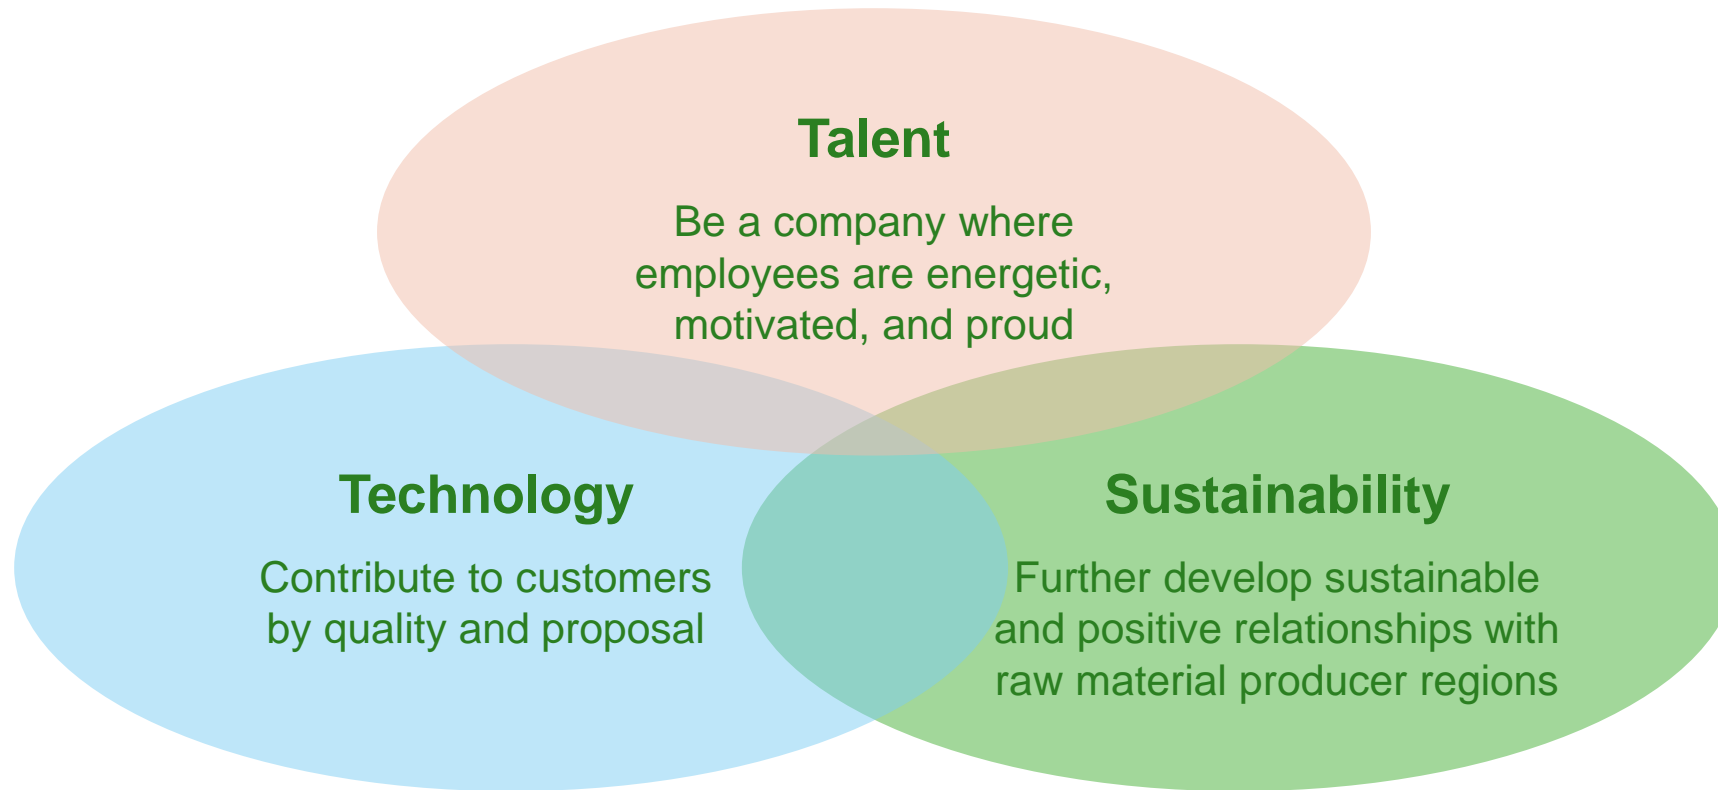 Talent
Be a company where
employees are energetic,
motivated, and proud
Technology
Contribute to customers
by quality and proposal
Sustainability
Further develop sustainable
and positive relationships with
raw material producer regions